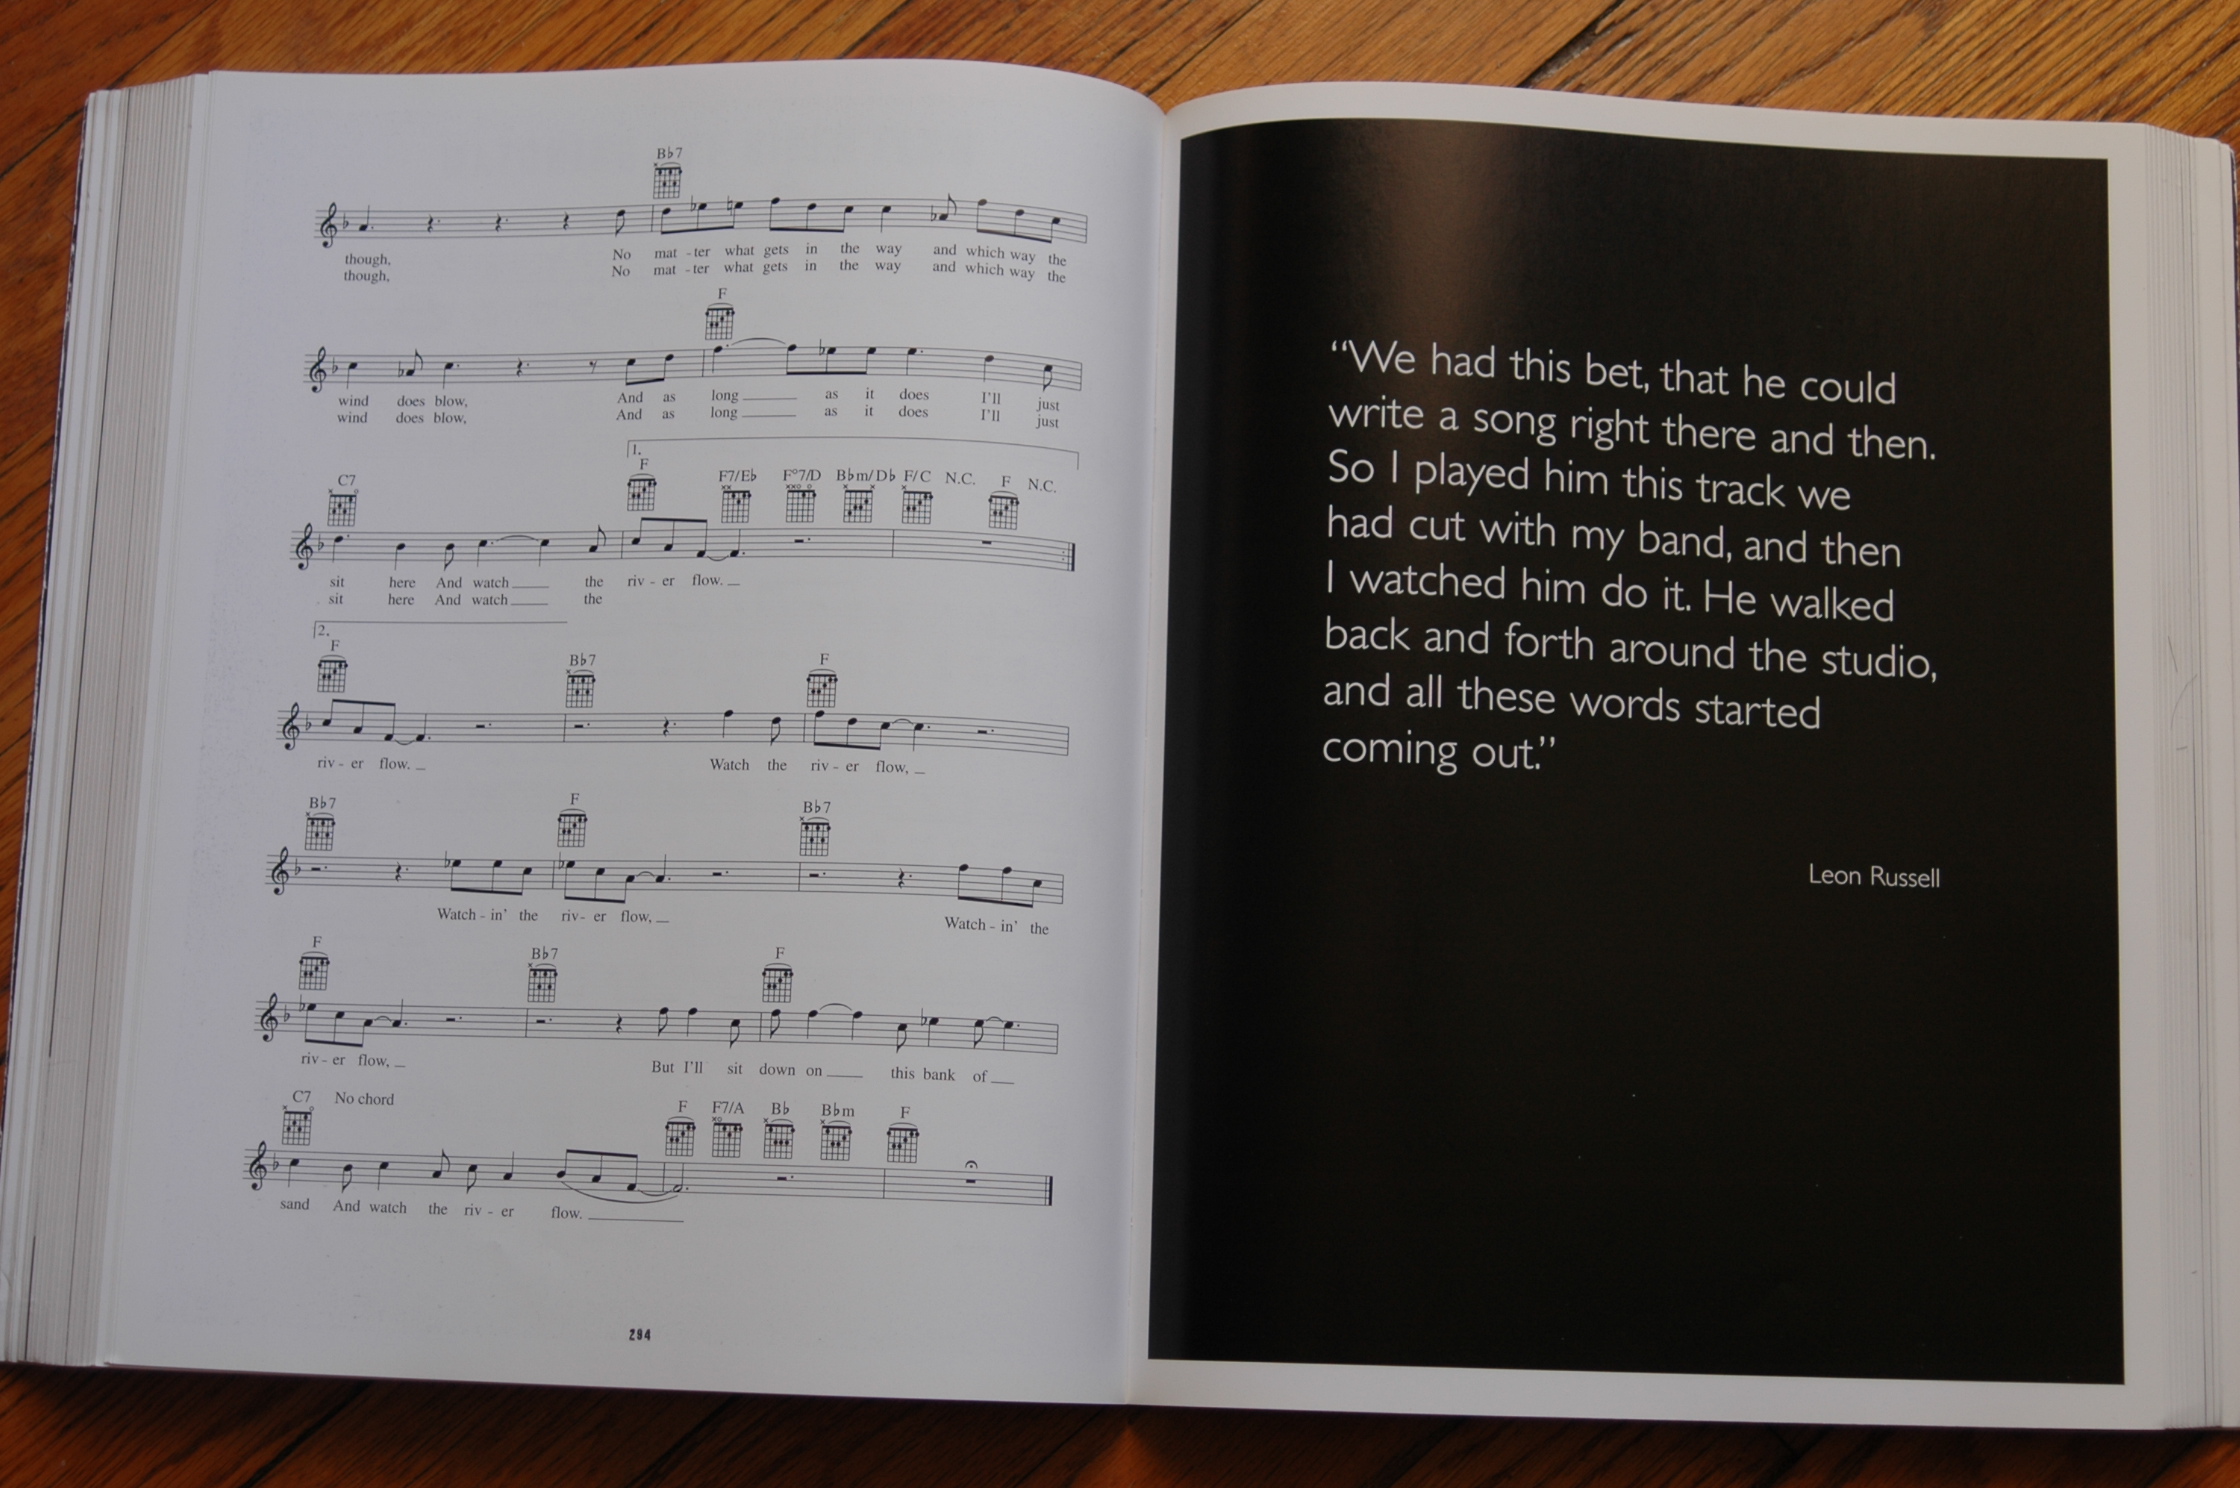 B♭7
though, No mat - ter what gets in the way and which way the
though, No mat - ter what gets in the way and which way the
F
wind does blow, And as long as it does I'll just
wind does blow, And as long as it does I'll just
1.
C7 F F7/E♭ F°7/D B♭m/D♭ F/C N.C. F N.C.
sit here And watch the riv - er flow.
sit here And watch the
2.
F B♭7 F
riv - er flow. Watch the riv - er flow,
B♭7 F B♭7
Watch - in' the riv - er flow, Watch - in' the
F B♭7 F
riv - er flow, But I'll sit down on this bank of
C7 No chord F F7/A B♭ B♭m F
sand And watch the riv - er flow.
294
“We had this bet, that he could
write a song right there and then.
So I played him this track we
had cut with my band, and then
I watched him do it. He walked
back and forth around the studio,
and all these words started
coming out.”
Leon Russell